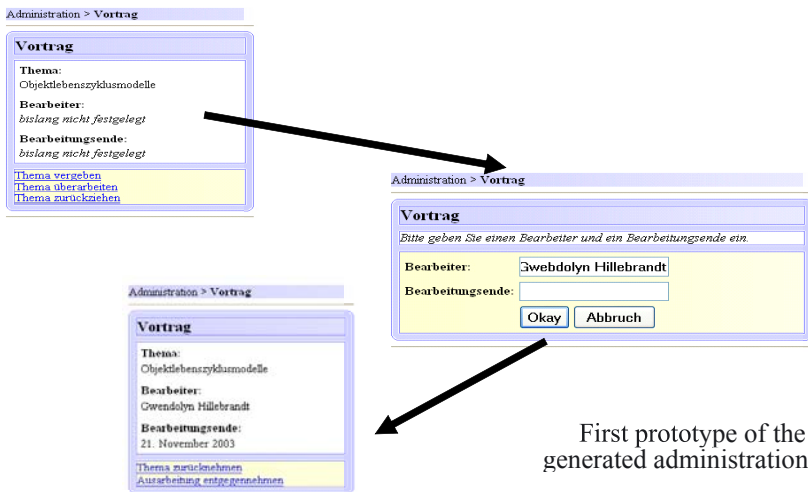 Administration > Vortrag
Vortrag
Thema:
Objektlebenszyklusmodelle
Bearbeiter:
bislang nicht festgelegt
Bearbeitungsende:
bislang nicht festgelegt
Thema vergeben
Thema überarbeiten
Thema zurückziehen
Administration > Vortrag
Vortrag
Bitte geben Sie einen Bearbeiter und ein Bearbeitungsende ein.
Bearbeiter: Gwebdolyn Hillebrandt
Bearbeitungsende:
Okay Abbruch
Administration > Vortrag
Vortrag
Thema:
Objektlebenszyklusmodelle
Bearbeiter:
Gwendolyn Hillebrandt
Bearbeitungsende:
21. November 2003
Thema zurücknehmen
Ausarbeitung entgegennehmen
First prototype of the
generated administration